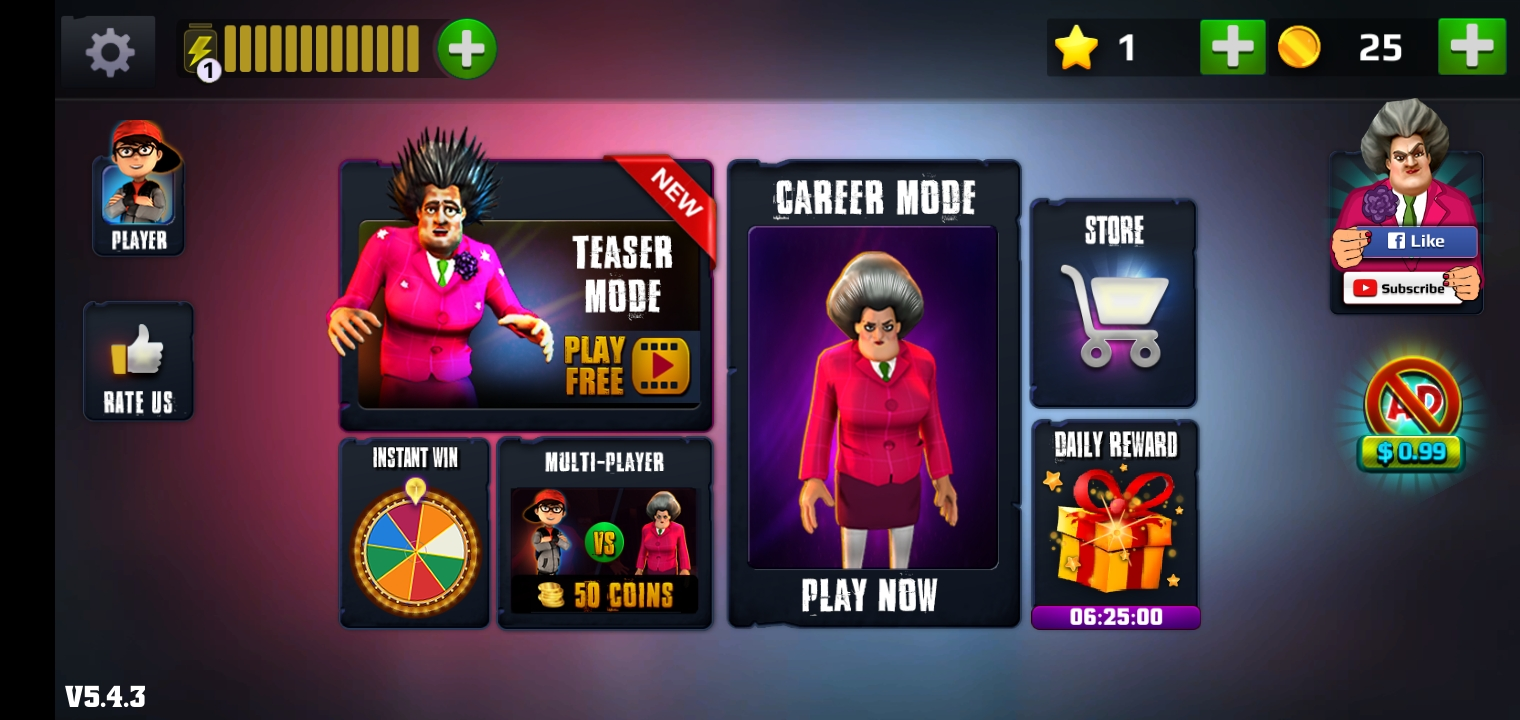 1
1
25
PLAYER
RATE US
NEW
TEASER
MODE
PLAY
FREE
INSTANT WIN
MULTI-PLAYER
VS
50 COINS
CAREER MODE
PLAY NOW
STORE
DAILY REWARD
06:25:00
f Like
Subscribe
AD
$ 0.99
V5.4.3